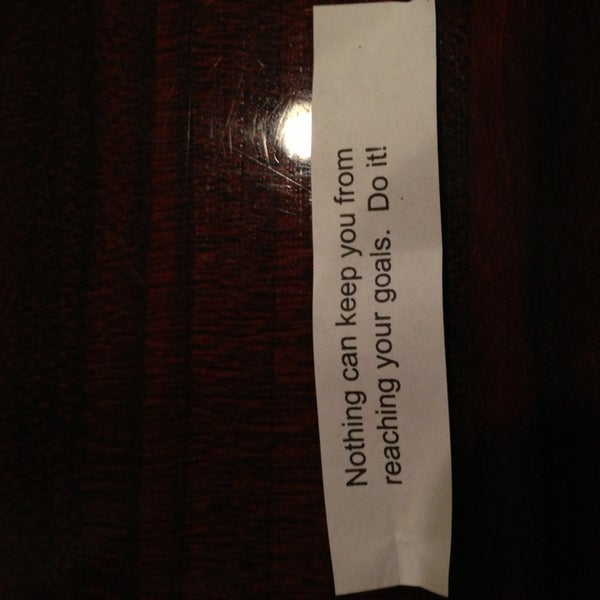 Nothing can keep you from
reaching your goals.  Do it!